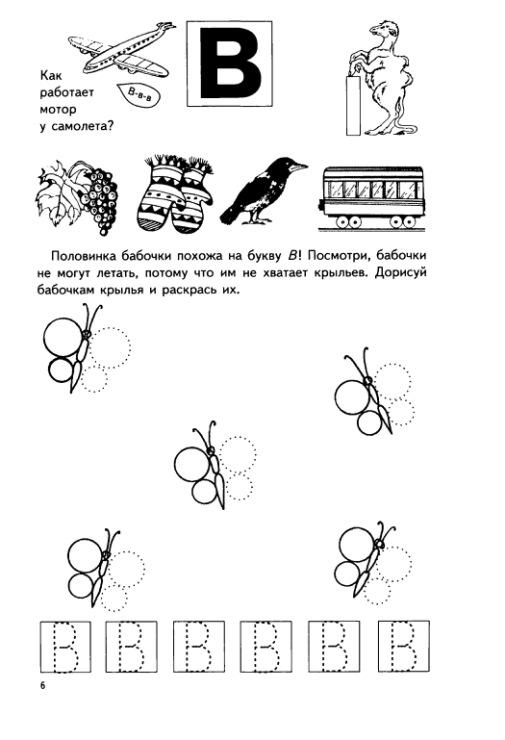 В
Как
работает
мотор
у самолета?
В-в-в
Половинка бабочки похожа на букву В! Посмотри, бабочки
не могут летать, потому что им не хватает крыльев. Дорисуй
бабочкам крылья и раскрась их.
В В В В В В
6